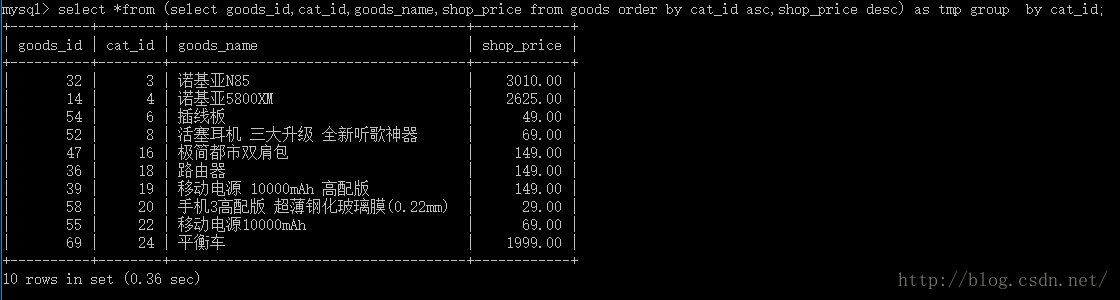 mysql> select *from (select goods_id,cat_id,goods_name,shop_price from goods order by cat_id asc,shop_price desc) as tmp group  by cat_id;
+----------+--------+----------------------------------------+------------+
| goods_id | cat_id | goods_name | shop_price |
+----------+--------+----------------------------------------+------------+
| 32 | 3 | 诺基亚N85 | 3010.00 |
| 14 | 4 | 诺基亚5800XM | 2625.00 |
| 54 | 6 | 插线板 | 49.00 |
| 52 | 8 | 活塞耳机 三大升级 全新听歌神器 | 69.00 |
| 47 | 16 | 极简都市双肩包 | 149.00 |
| 36 | 18 | 路由器 | 149.00 |
| 39 | 19 | 移动电源 10000mAh 高配版 | 149.00 |
| 58 | 20 | 手机3高配版 超薄钢化玻璃膜(0.22mm) | 29.00 |
| 55 | 22 | 移动电源10000mAh | 69.00 |
| 69 | 24 | 平衡车 | 1999.00 |
+----------+--------+----------------------------------------+------------+
10 rows in set (0.36 sec)
http://blog.csdn.net/